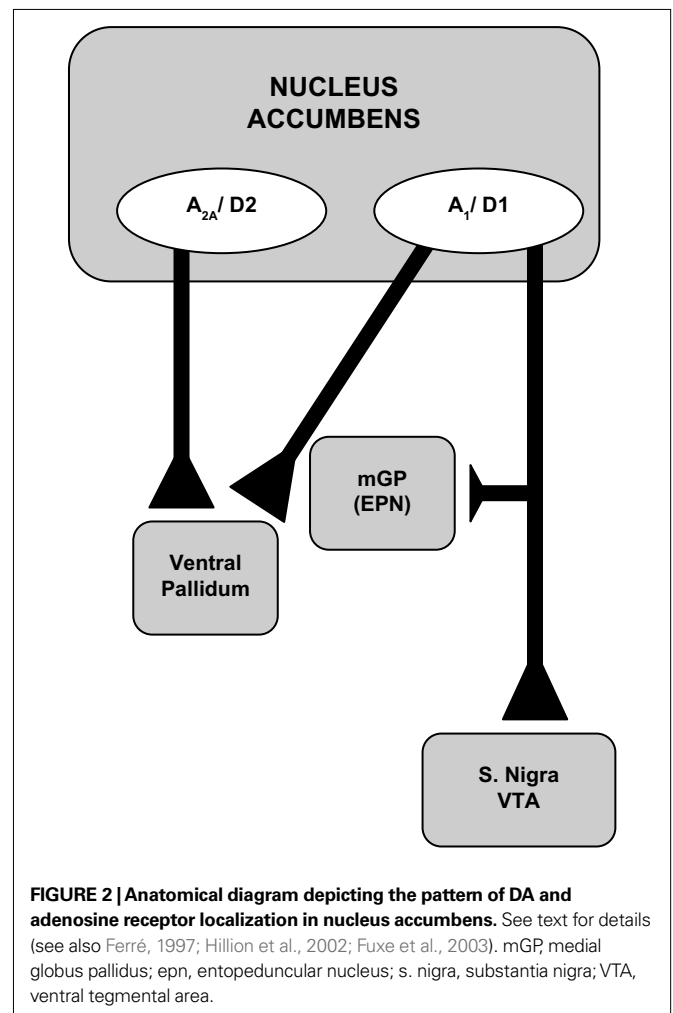 NUCLEUS
ACCUMBENS
A2A/ D2
A1/ D1
mGP
(EPN)
Ventral
Pallidum
S. Nigra
VTA
FIGURE 2 | Anatomical diagram depicting the pattern of DA and
adenosine receptor localization in nucleus accumbens. See text for details
(see also Ferré, 1997; Hillion et al., 2002; Fuxe et al., 2003). mGP, medial
globus pallidus; epn, entopeduncular nucleus; s. nigra, substantia nigra; VTA,
ventral tegmental area.